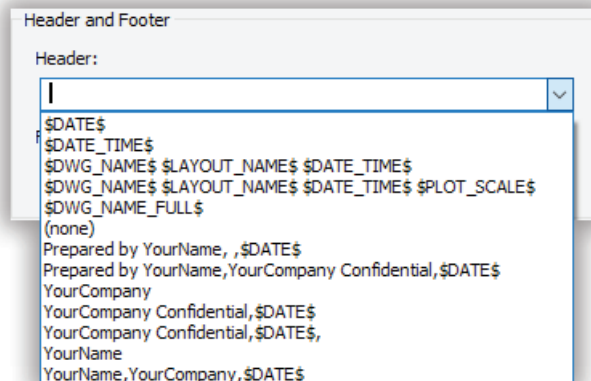 Header and Footer
Header:
$DATE$
$DATE_TIME$
$DWG_NAME$ $LAYOUT_NAME$ $DATE_TIME$
$DWG_NAME$ $LAYOUT_NAME$ $DATE_TIME$ $PLOT_SCALE$
$DWG_NAME_FULL$
(none)
Prepared by YourName, ,$DATE$
Prepared by YourName,YourCompany Confidential,$DATE$
YourCompany
YourCompany Confidential,$DATE$
YourCompany Confidential,$DATE$,
YourName
YourName,YourCompany,$DATE$